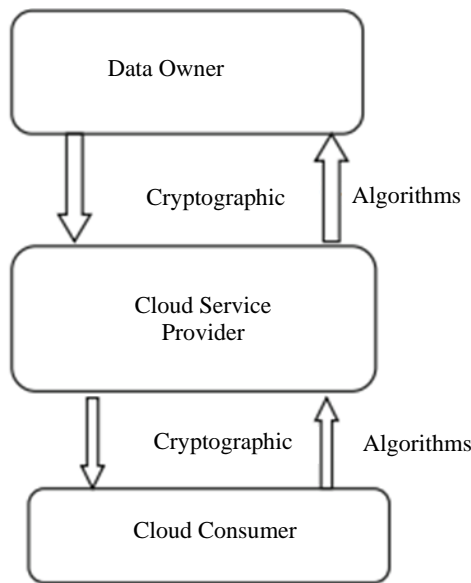 Data Owner
Cryptographic Algorithms
Cloud Service
Provider
Cryptographic Algorithms
Cloud Consumer